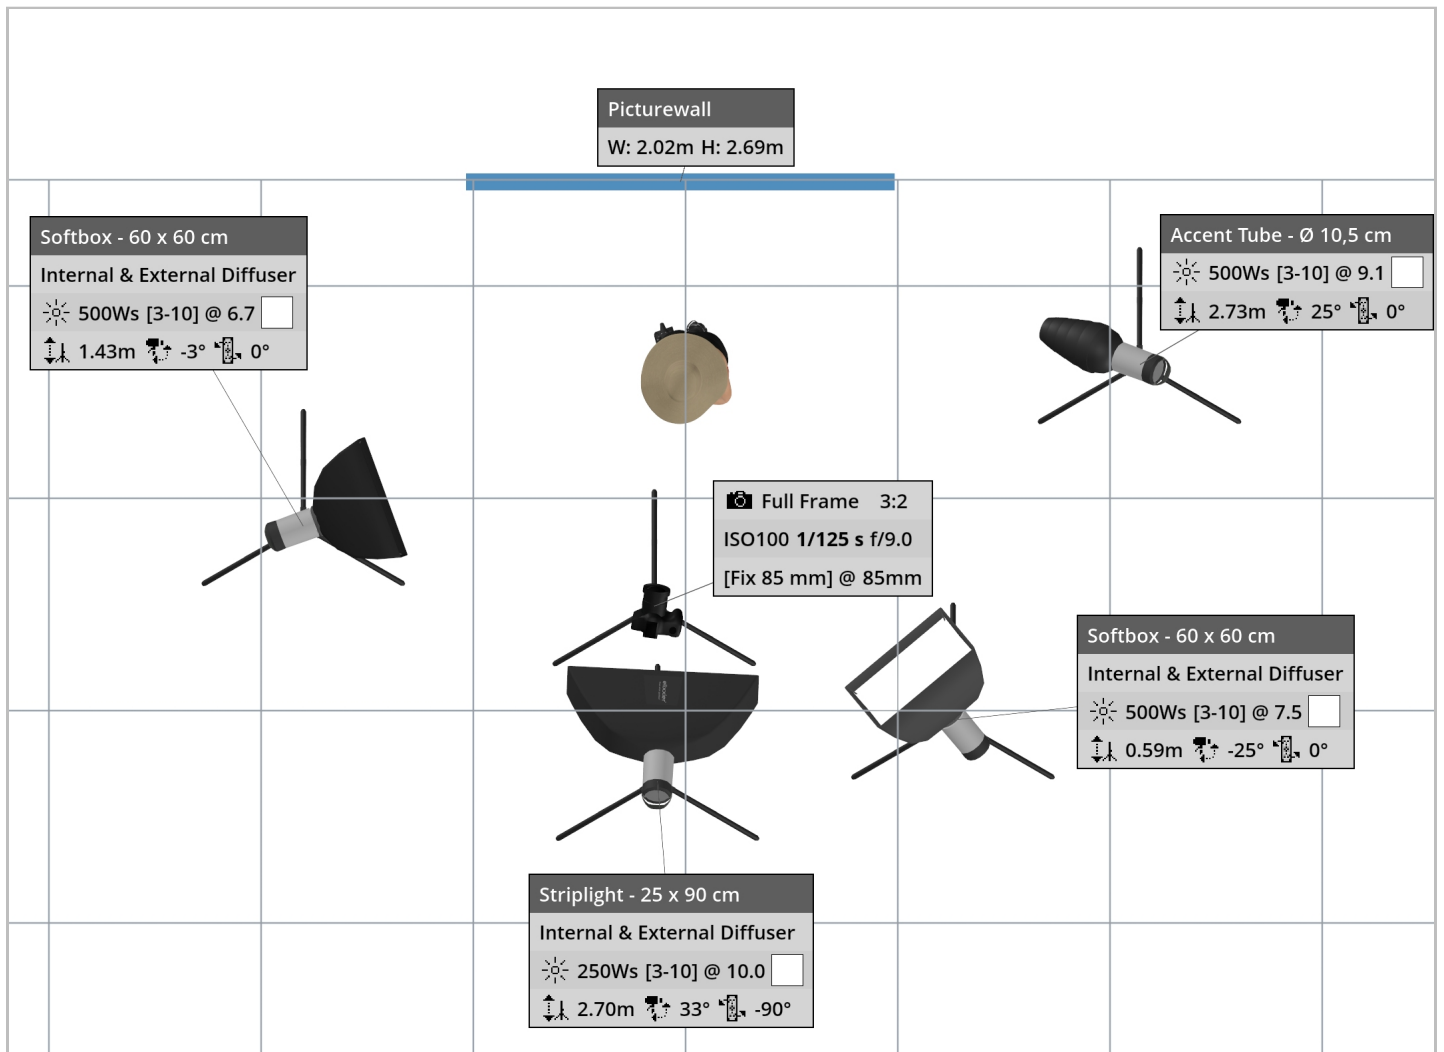 Picturewall
W: 2.02m H: 2.69m
Softbox - 60 x 60 cm
Internal & External Diffuser
500Ws [3-10] @ 6.7
1.43m -3° 0°
Accent Tube - Ø 10,5 cm
500Ws [3-10] @ 9.1
2.73m 25° 0°
Full Frame 3:2
ISO100 1/125 s f/9.0
[Fix 85 mm] @ 85mm
Softbox - 60 x 60 cm
Internal & External Diffuser
500Ws [3-10] @ 7.5
0.59m -25° 0°
Striplight - 25 x 90 cm
Internal & External Diffuser
250Ws [3-10] @ 10.0
2.70m 33° -90°